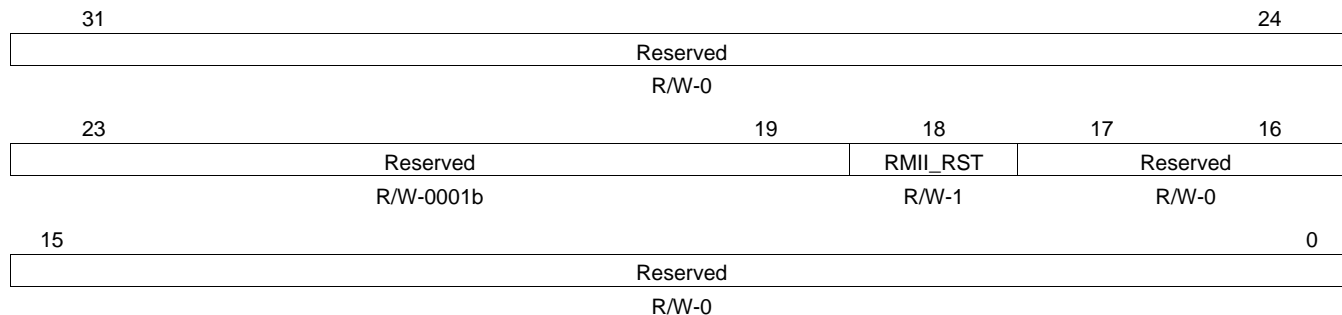 31 24
Reserved
R/W-0
23 19 18 17 16
Reserved RMII_RST Reserved
R/W-0001b R/W-1 R/W-0
15 0
Reserved
R/W-0